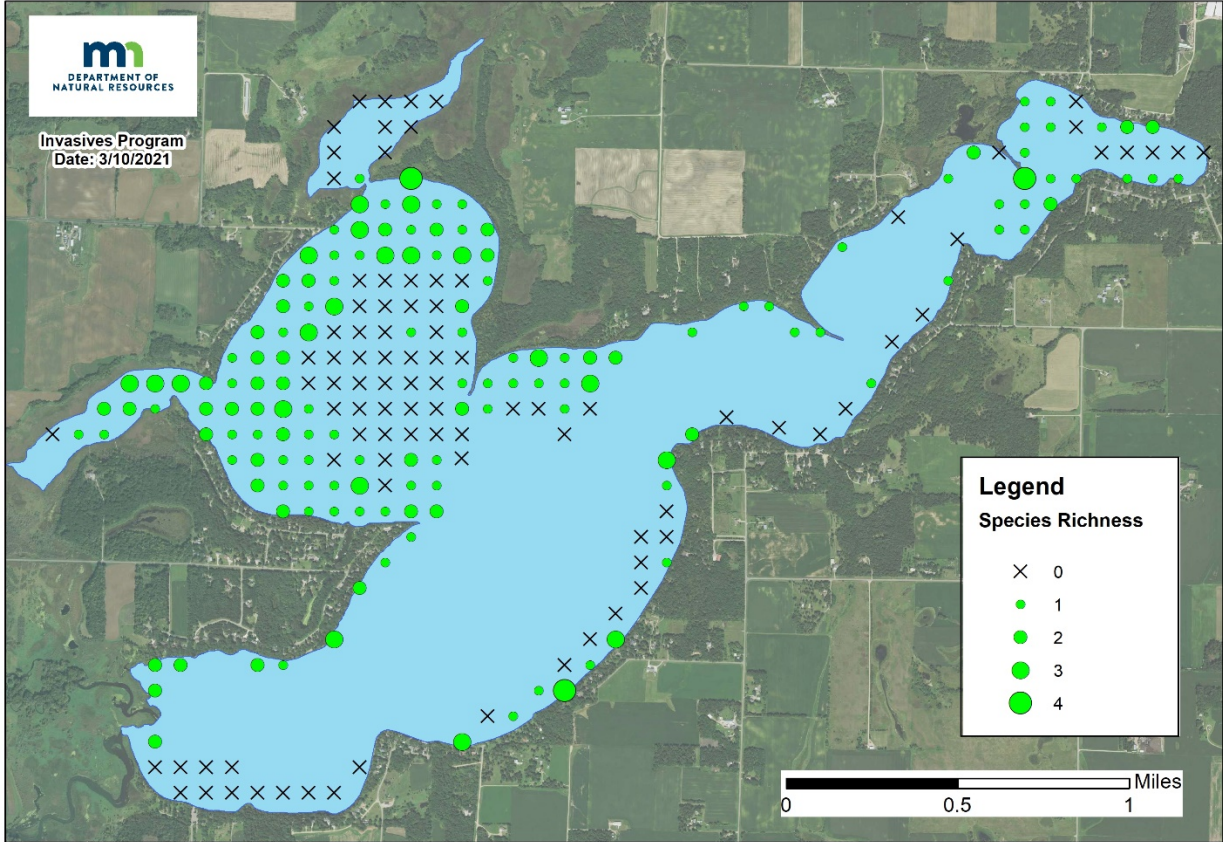 mn
DEPARTMENT OF
NATURAL RESOURCES
Invasives Program
Date: 3/10/2021
Legend
Species Richness
0
1
2
3
4
Miles
0 0.5 1